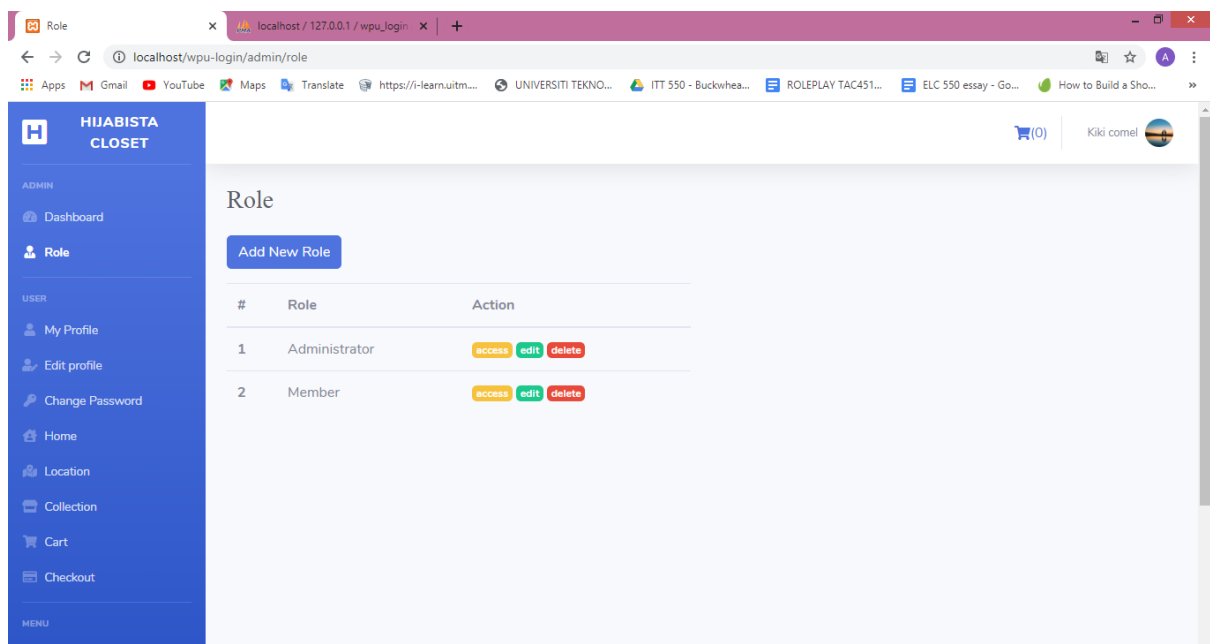 Role
localhost / 127.0.0.1 / wpu_login
localhost/wpu-login/admin/role
A
Apps Gmail YouTube Maps Translate https://i-learn.uitm... UNIVERSITI TEKNO... ITT 550 - Buckwhea... ROLEPLAY TAC451... ELC 550 essay - Go... How to Build a Sho... »
H HIJABISTA
CLOSET
(0) Kiki comel
ADMIN
Dashboard
Role
USER
My Profile
Edit profile
Change Password
Home
Location
Collection
Cart
Checkout
MENU
Role
Add New Role
# Role Action
1 Administrator access edit delete
2 Member access edit delete